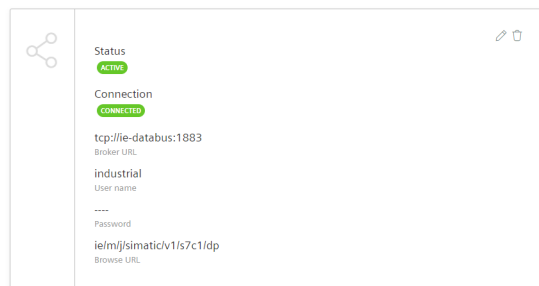 Status
ACTIVE
Connection
CONNECTED
tcp://ie-databus:1883
Broker URL
industrial
User name
----
Password
ie/m/j/simatic/v1/s7c1/dp
Browse URL